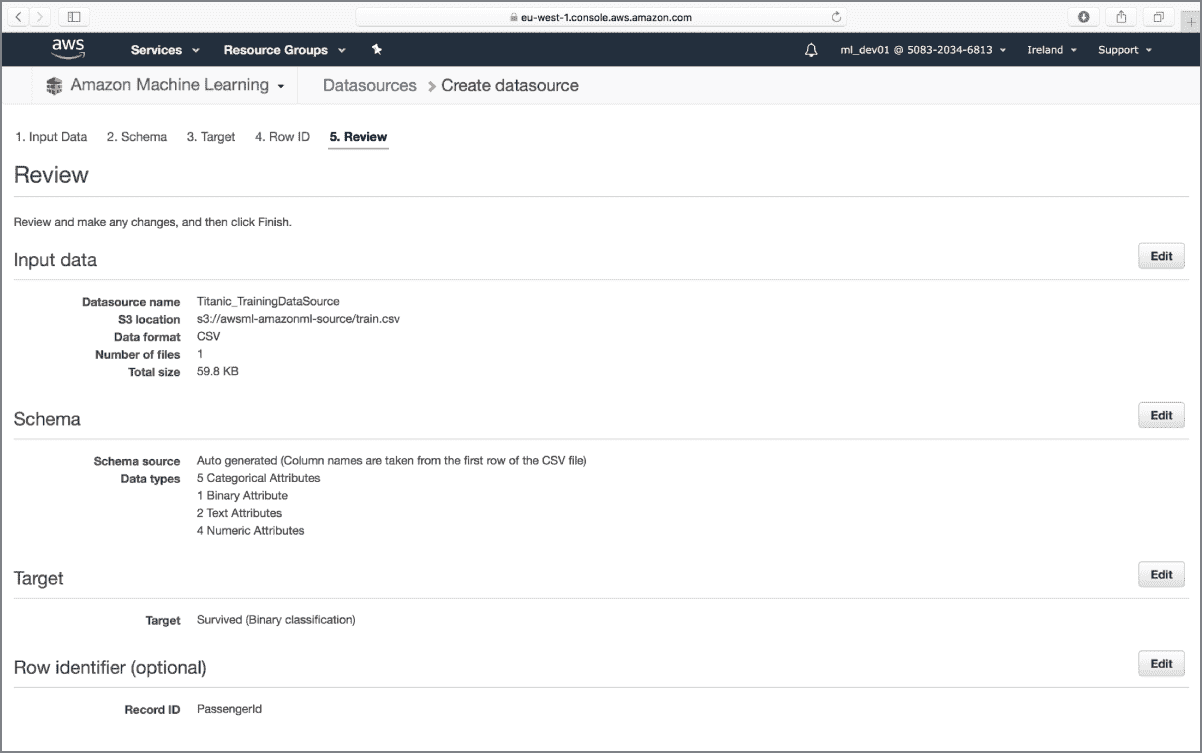 eu-west-1.console.aws.amazon.com
aws Services Resource Groups ml_dev01 @ 5083-2034-6813 Ireland Support
Amazon Machine Learning Datasources > Create datasource
1. Input Data 2. Schema 3. Target 4. Row ID 5. Review
Review
Review and make any changes, and then click Finish.
Input data Edit
Datasource name Titanic_TrainingDataSource
S3 location s3://awsml-amazonml-source/train.csv
Data format CSV
Number of files 1
Total size 59.8 KB
Schema Edit
Schema source Auto generated (Column names are taken from the first row of the CSV file)
Data types 5 Categorical Attributes
1 Binary Attribute
2 Text Attributes
4 Numeric Attributes
Target Edit
Target Survived (Binary classification)
Row identifier (optional) Edit
Record ID PassengerId